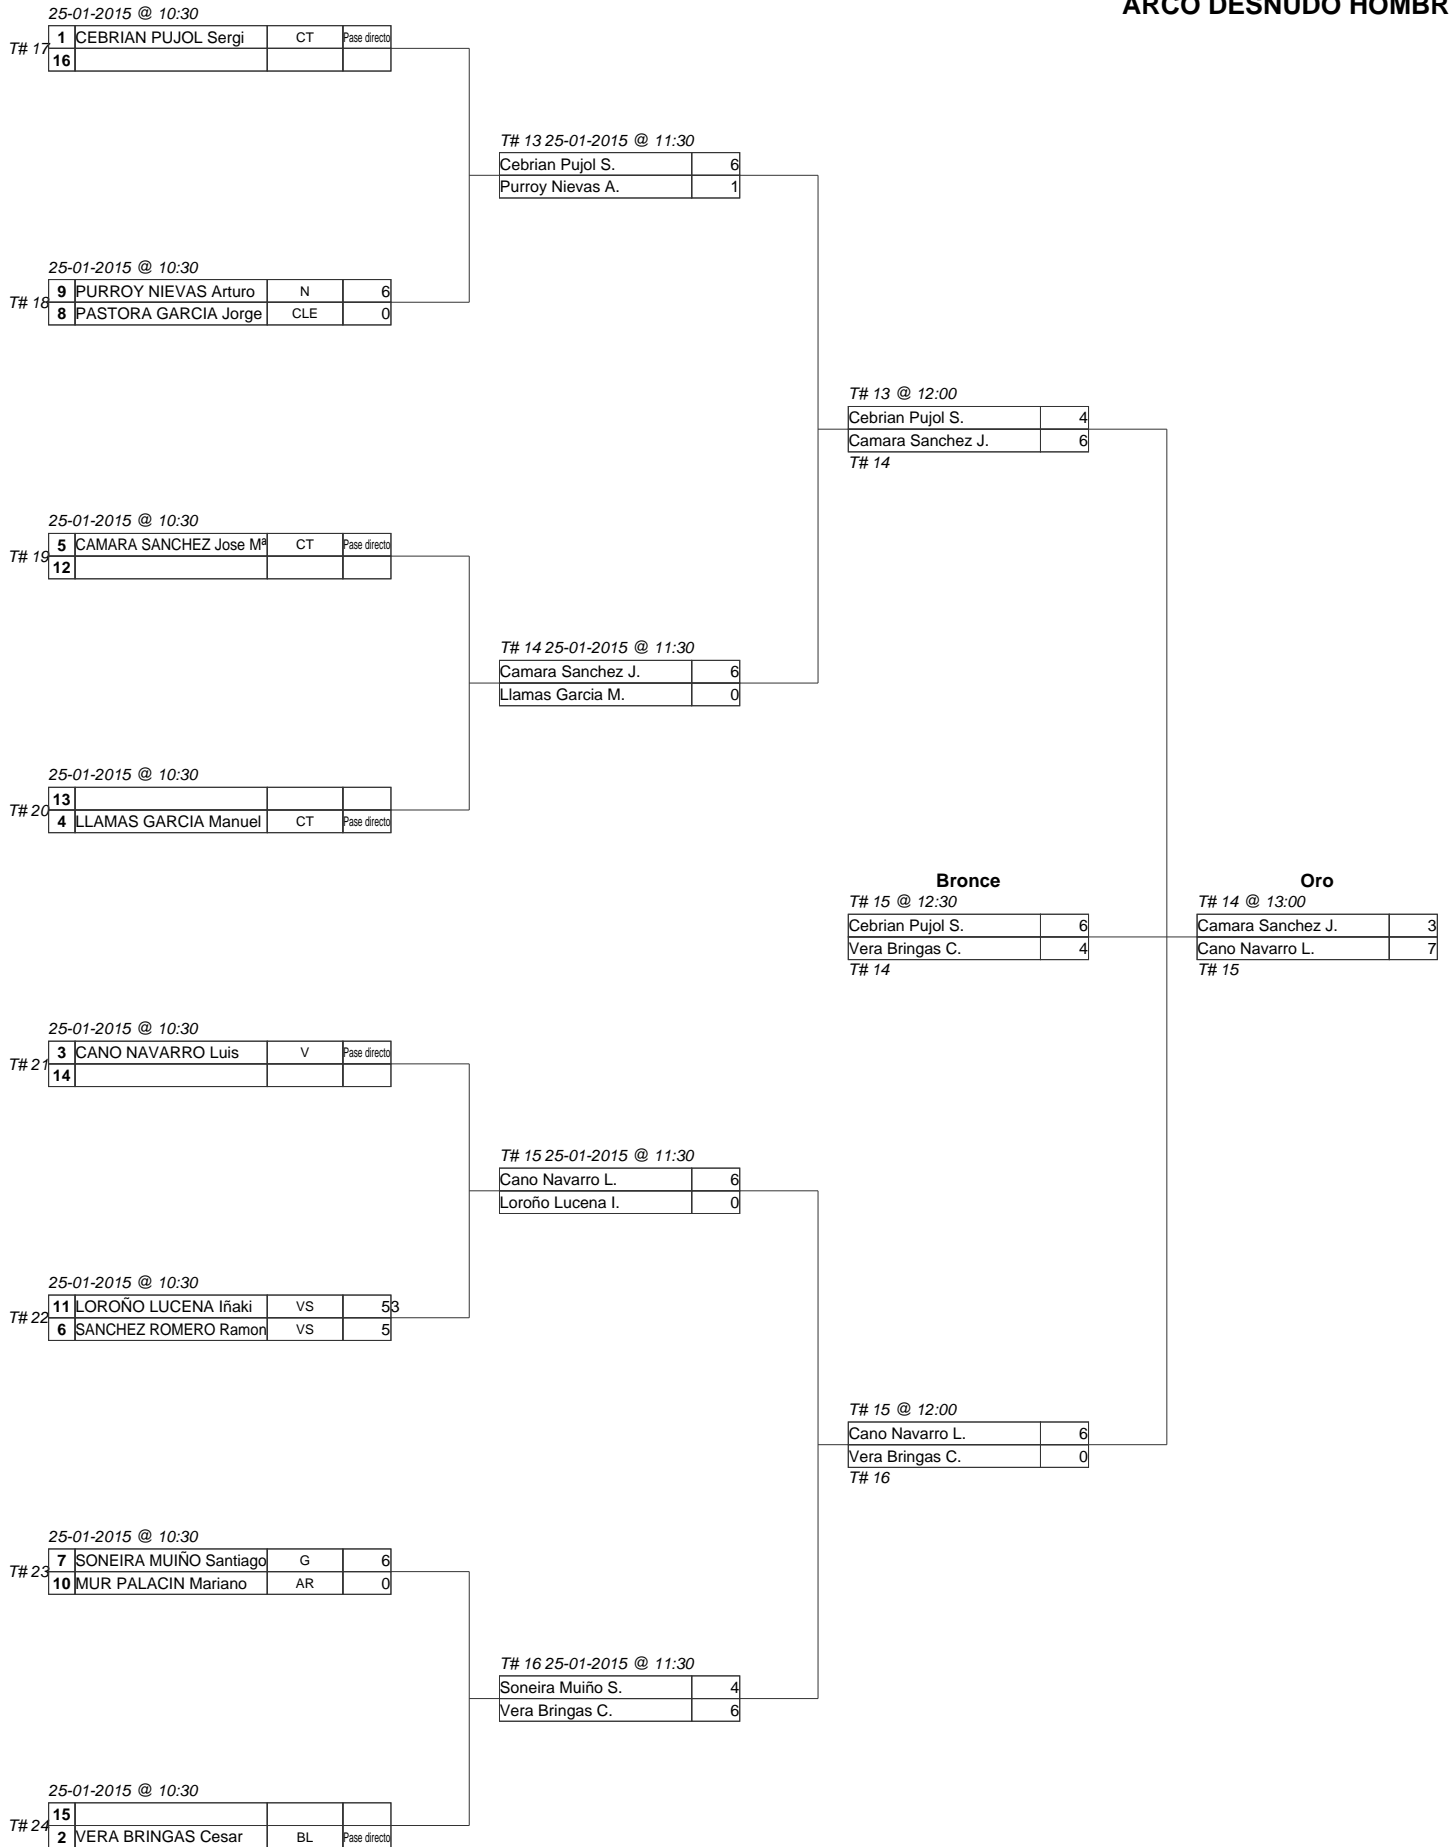 ARCO DESNUDO HOMBR
25-01-2015 @ 10:30
T# 17
1 CEBRIAN PUJOL Sergi CT Pase directo
16
T# 13 25-01-2015 @ 11:30
Cebrian Pujol S. 6
Purroy Nievas A. 1
25-01-2015 @ 10:30
T# 18
9 PURROY NIEVAS Arturo N 6
8 PASTORA GARCIA Jorge CLE 0
T# 13 @ 12:00
Cebrian Pujol S. 4
Camara Sanchez J. 6
T# 14
25-01-2015 @ 10:30
T# 19
5 CAMARA SANCHEZ Jose Mª CT Pase directo
12
T# 14 25-01-2015 @ 11:30
Camara Sanchez J. 6
Llamas Garcia M. 0
25-01-2015 @ 10:30
T# 20
13
4 LLAMAS GARCIA Manuel CT Pase directo
Bronce
T# 15 @ 12:30
Cebrian Pujol S. 6
Vera Bringas C. 4
T# 14
Oro
T# 14 @ 13:00
Camara Sanchez J. 3
Cano Navarro L. 7
T# 15
25-01-2015 @ 10:30
T# 21
3 CANO NAVARRO Luis V Pase directo
14
T# 15 25-01-2015 @ 11:30
Cano Navarro L. 6
Loroño Lucena I. 0
25-01-2015 @ 10:30
T# 22
11 LOROÑO LUCENA Iñaki VS 53
6 SANCHEZ ROMERO Ramon VS 5
T# 15 @ 12:00
Cano Navarro L. 6
Vera Bringas C. 0
T# 16
25-01-2015 @ 10:30
T# 23
7 SONEIRA MUIÑO Santiago G 6
10 MUR PALACIN Mariano AR 0
T# 16 25-01-2015 @ 11:30
Soneira Muiño S. 4
Vera Bringas C. 6
25-01-2015 @ 10:30
T# 24
15
2 VERA BRINGAS Cesar BL Pase directo